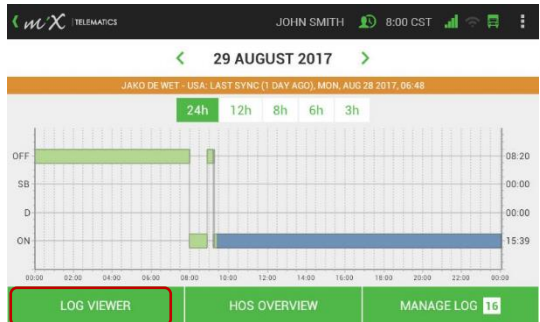 m'X TELEMATICS JOHN SMITH 8:00 CST
29 AUGUST 2017
JAKO DE WET - USA: LAST SYNC (1 DAY AGO), MON, AUG 28 2017, 06:48
24h 12h 8h 6h 3h
OFF 08:20
SB 00:00
D 00:00
ON 15:39
00:00 02:00 04:00 06:00 08:00 10:00 12:00 14:00 16:00 18:00 20:00 22:00 00:00
LOG VIEWER HOS OVERVIEW MANAGE LOG 16